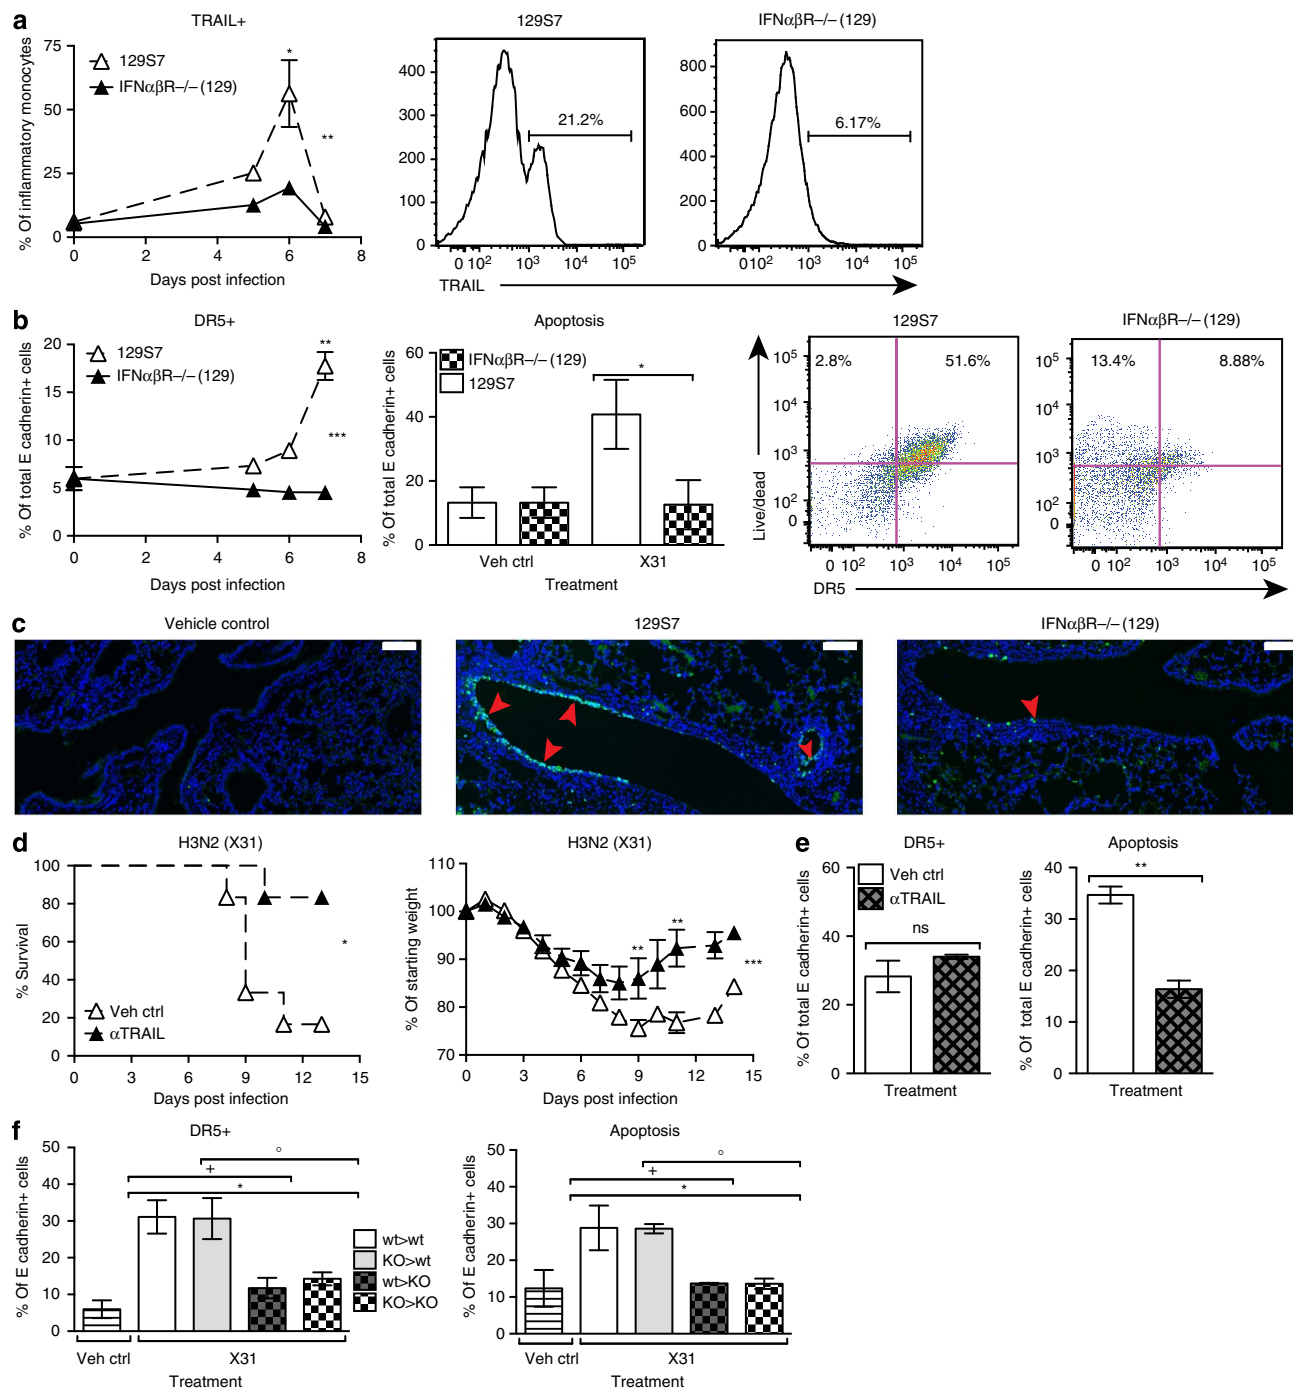 a
TRAIL+
% Of inflammatory monocytes
75
50
25
0
129S7
IFNαβR–/– (129)
*
**
0 2 4 6 8
Days post infection
129S7
400
300
200
100
0
21.2%
0 10² 10³ 10⁴ 10⁵
IFNαβR–/– (129)
800
600
400
200
0
6.17%
0 10² 10³ 10⁴ 10⁵
TRAIL
b
DR5+
% Of total E cadherin+ cells
20
15
10
5
0
129S7
IFNαβR–/– (129)
**
***
0 2 4 6 8
Days post infection
Apoptosis
% Of total E cadherin+ cells
60
40
20
0
IFNαβR–/– (129)
129S7
*
Veh ctrl X31
Treatment
Live/dead
129S7
10⁵
10⁴
10³
10²
0
2.8% 51.6%
0 10² 10³ 10⁴ 10⁵
IFNαβR–/– (129)
10⁵
10⁴
10³
10²
0
13.4% 8.88%
0 10² 10³ 10⁴ 10⁵
DR5
c
Vehicle control
129S7
IFNαβR–/– (129)
d
H3N2 (X31)
% Survival
100
80
60
40
20
0
*
Veh ctrl
αTRAIL
0 3 6 9 12 15
Days post infection
H3N2 (X31)
% Of starting weight
110
100
90
80
70
**
**
***
0 3 6 9 12 15
Days post infection
e
DR5+
% Of total E cadherin+ cells
60
40
20
0
Veh ctrl
αTRAIL
ns
Treatment
Apoptosis
% Of total E cadherin+ cells
40
30
20
10
0
**
Treatment
f
DR5+
% Of E cadherin+ cells
50
40
30
20
10
0
°
+
*
Veh ctrl X31
Treatment
wt>wt
KO>wt
wt>KO
KO>KO
Apoptosis
% Of E cadherin+ cells
50
40
30
20
10
0
°
+
*
Veh ctrl X31
Treatment